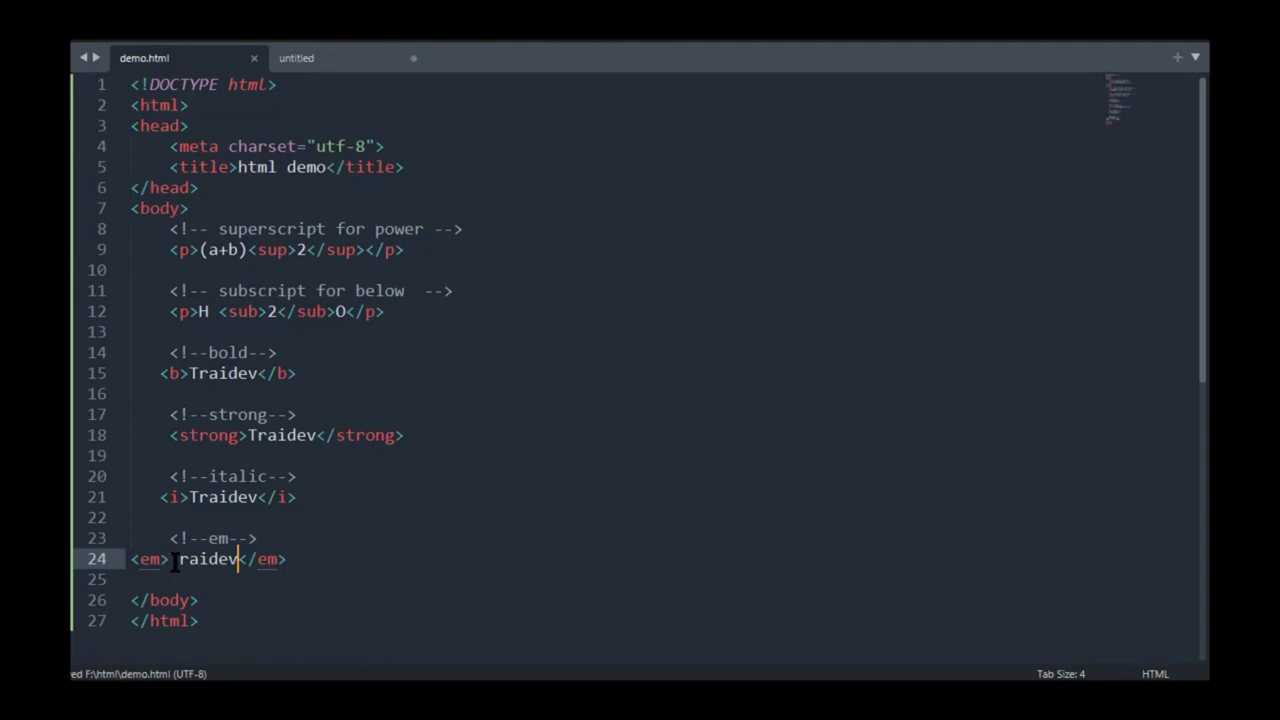 demo.html
untitled
1 <!DOCTYPE html>
2 <html>
3 <head>
4 <meta charset="utf-8">
5 <title>html demo</title>
6 </head>
7 <body>
8 <!-- superscript for power -->
9 <p>(a+b)<sup>2</sup></p>
10
11 <!-- subscript for below  -->
12 <p>H <sub>2</sub>O</p>
13
14 <!--bold-->
15 <b>Traidev</b>
16
17 <!--strong-->
18 <strong>Traidev</strong>
19
20 <!--italic-->
21 <i>Traidev</i>
22
23 <!--em-->
24 <em>Traidev</em>
25
26 </body>
27 </html>
ed F:\html\demo.html (UTF-8)
Tab Size: 4
HTML